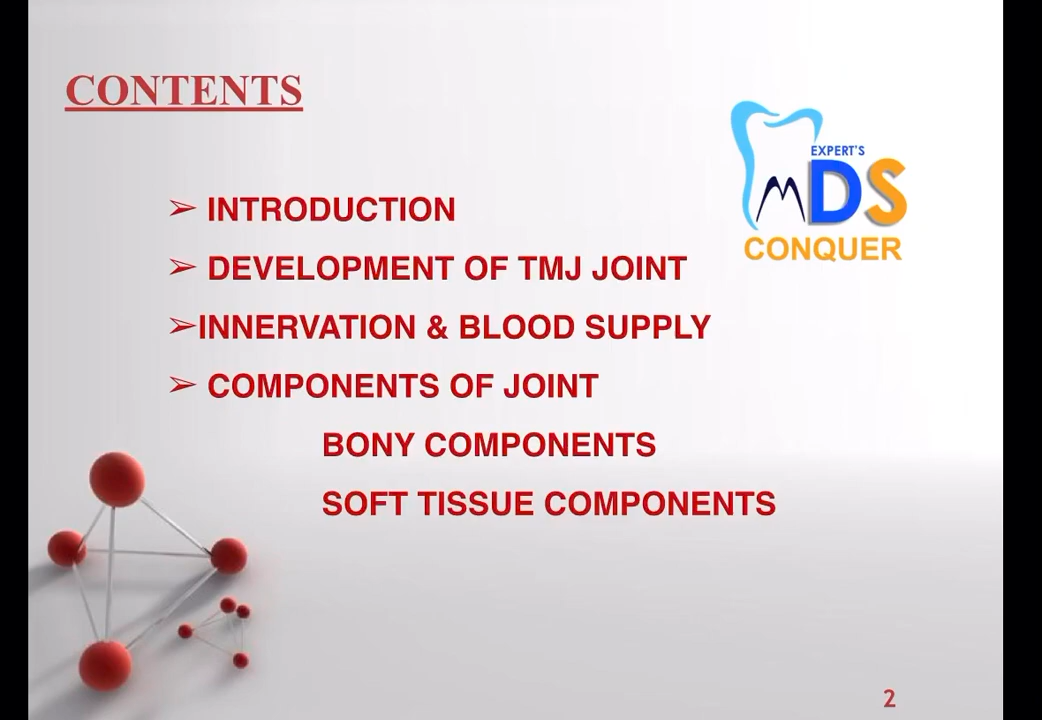 CONTENTS
EXPERT'S
MDS
CONQUER
➢ INTRODUCTION
➢ DEVELOPMENT OF TMJ JOINT
➢INNERVATION & BLOOD SUPPLY
➢ COMPONENTS OF JOINT
BONY COMPONENTS
SOFT TISSUE COMPONENTS
2